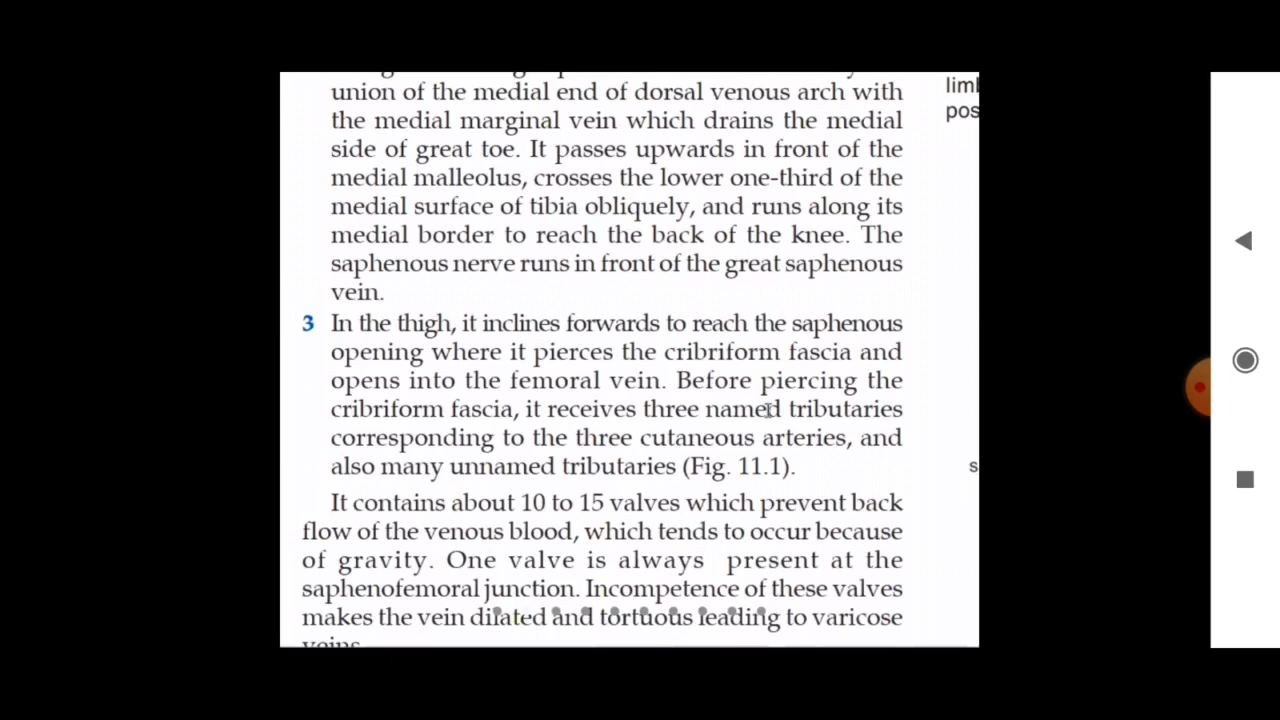 union of the medial end of dorsal venous arch with
the medial marginal vein which drains the medial
side of great toe. It passes upwards in front of the
medial malleolus, crosses the lower one-third of the
medial surface of tibia obliquely, and runs along its
medial border to reach the back of the knee. The
saphenous nerve runs in front of the great saphenous
vein.
3 In the thigh, it inclines forwards to reach the saphenous
opening where it pierces the cribriform fascia and
opens into the femoral vein. Before piercing the
cribriform fascia, it receives three named tributaries
corresponding to the three cutaneous arteries, and
also many unnamed tributaries (Fig. 11.1).
It contains about 10 to 15 valves which prevent back
flow of the venous blood, which tends to occur because
of gravity. One valve is always present at the
saphenofemoral junction. Incompetence of these valves
makes the vein dilated and tortuous leading to varicose
veins
pos
s